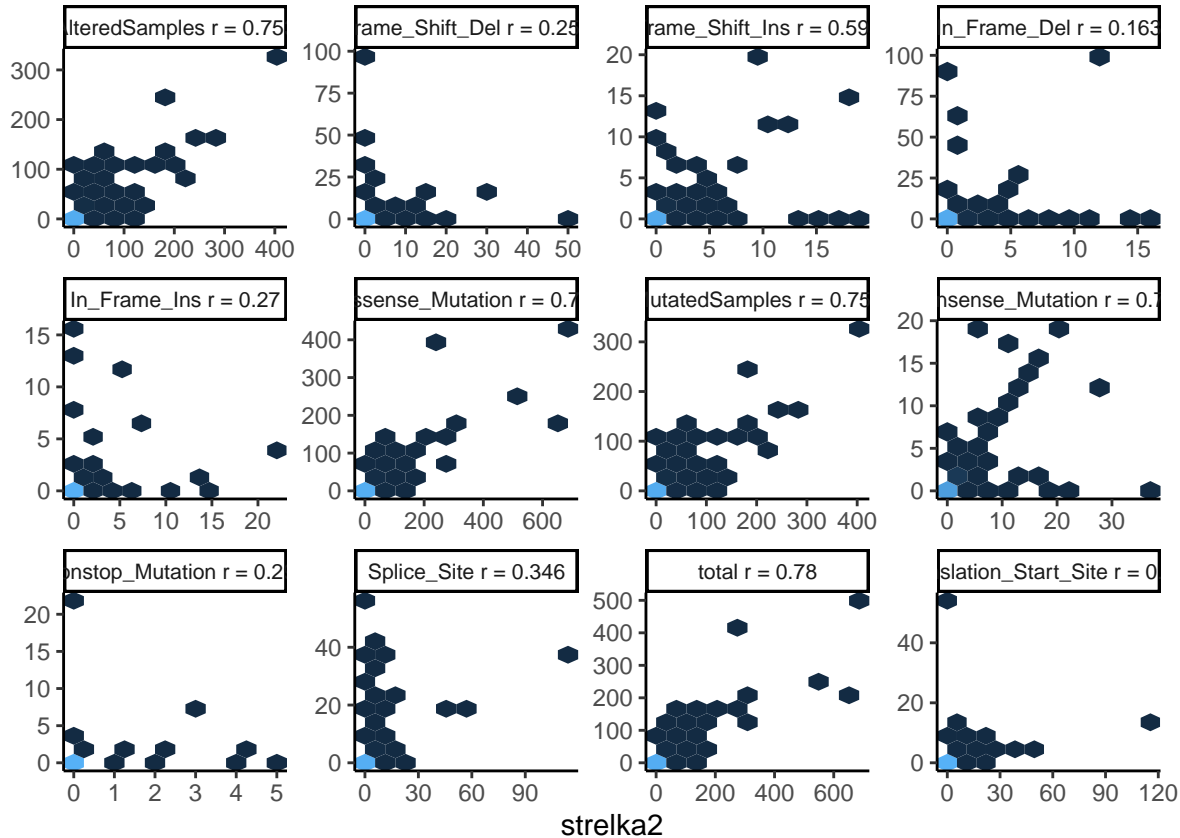 AlteredSamples r = 0.75
rame_Shift_Del r = 0.25
rame_Shift_Ins r = 0.59
n_Frame_Del r = 0.163
300
200
100
0
0 100 200 300 400
100
75
50
25
0
0 10 20 30 40 50
20
15
10
5
0
0 5 10 15
100
75
50
25
0
0 5 10 15
In_Frame_Ins r = 0.27
ssense_Mutation r = 0.7
utatedSamples r = 0.75
nsense_Mutation r = 0.7
15
10
5
0
0 5 10 15 20
400
300
200
100
0
0 200 400 600
300
200
100
0
0 100 200 300 400
20
15
10
5
0
0 10 20 30
onstop_Mutation r = 0.2
Splice_Site r = 0.346
total r = 0.78
slation_Start_Site r = 0
20
15
10
5
0
0 1 2 3 4 5
40
20
0
0 30 60 90
500
400
300
200
100
0
0 200 400 600
40
20
0
0 30 60 90 120
strelka2